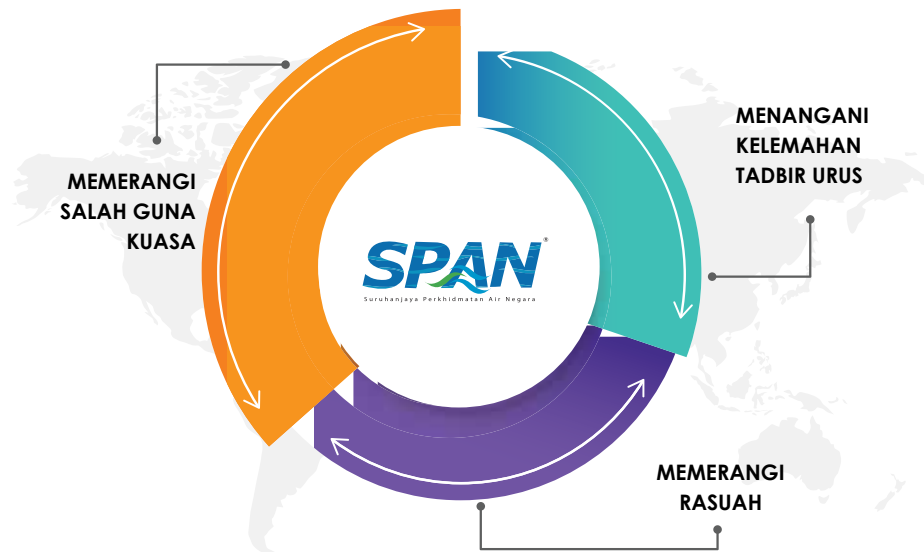 MEMERANGI
SALAH GUNA
KUASA
MENANGANI
KELEMAHAN
TADBIR URUS
SPAN®
Suruhanjaya Perkhidmatan Air Negara
MEMERANGI
RASUAH